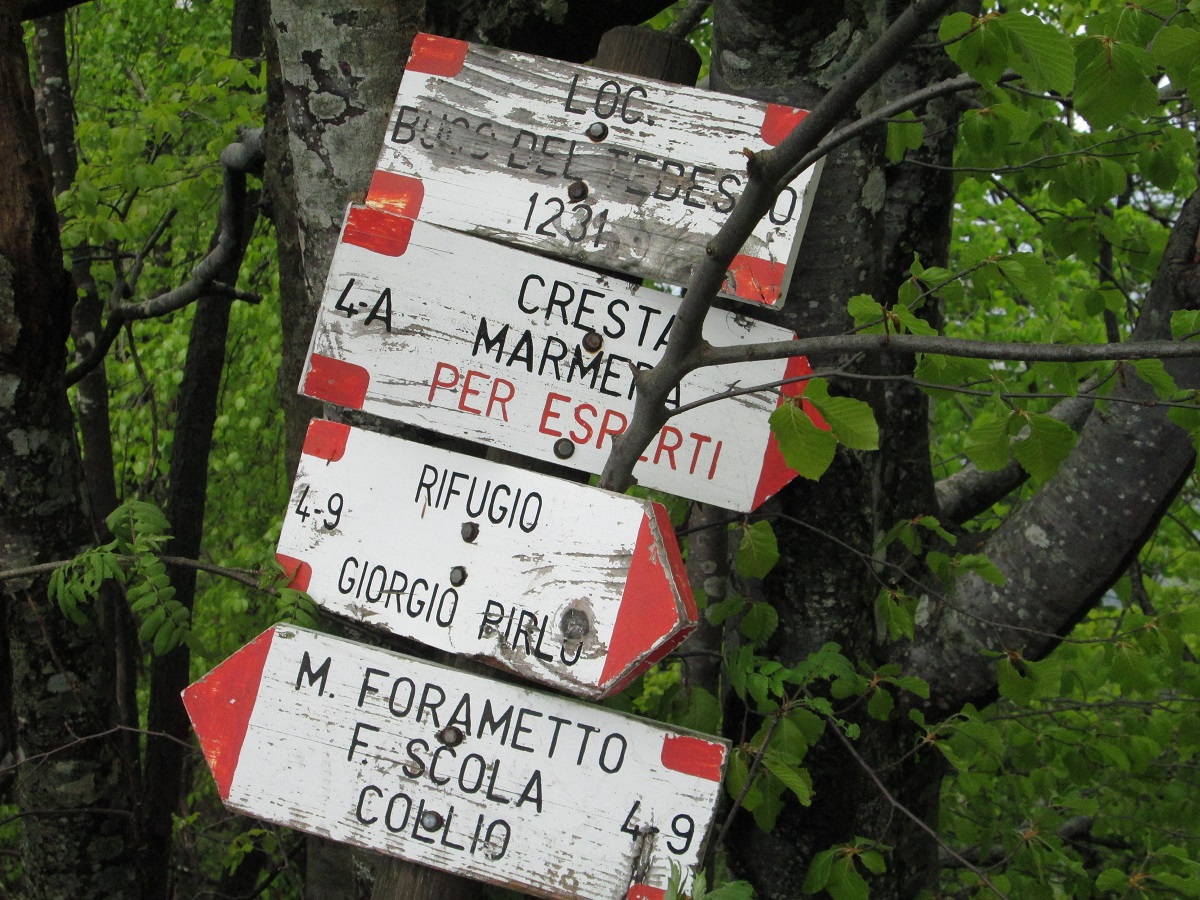 LOC.
BUCO DEL TEDESCO
1231
4-A
CRESTA
MARMERA
PER ESPERTI
4-9
RIFUGIO
GIORGIO PIRLO
M. FORAMETTO
F. SCOLA
COLLIO
4-9